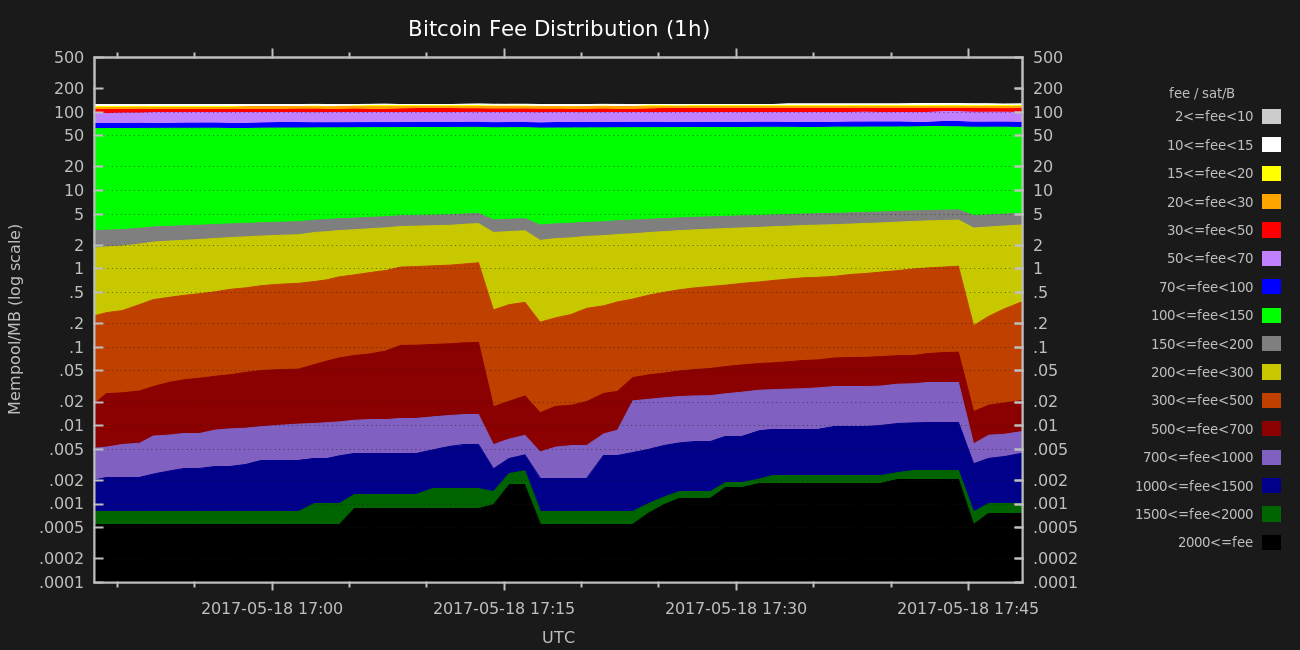 Bitcoin Fee Distribution (1h)
500
200
100
50
20
10
5
2
1
.5
.2
.1
.05
.02
.01
.005
.002
.001
.0005
.0002
.0001
Mempool/MB (log scale)
500
200
100
50
20
10
5
2
1
.5
.2
.1
.05
.02
.01
.005
.002
.001
.0005
.0002
.0001
2017-05-18 17:00
2017-05-18 17:15
2017-05-18 17:30
2017-05-18 17:45
UTC
fee / sat/B
2<=fee<10
10<=fee<15
15<=fee<20
20<=fee<30
30<=fee<50
50<=fee<70
70<=fee<100
100<=fee<150
150<=fee<200
200<=fee<300
300<=fee<500
500<=fee<700
700<=fee<1000
1000<=fee<1500
1500<=fee<2000
2000<=fee